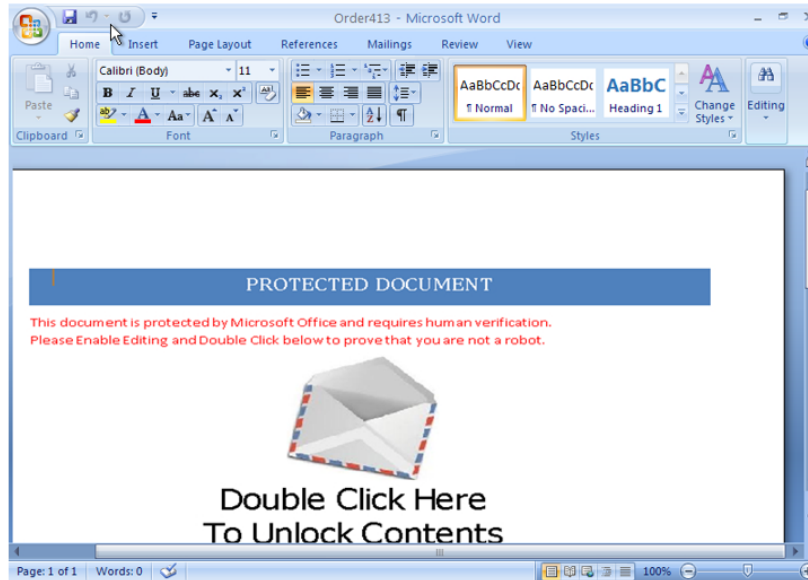 Order413 - Microsoft Word
Home Insert Page Layout References Mailings Review View
Calibri (Body) 11
AaBbCcDc AaBbCcDc AaBbC
Paste
B I U abe x, x²
¶ Normal ¶ No Spaci... Heading 1
Change Styles
Editing
Aa A A
Clipboard Font Paragraph Styles
PROTECTED DOCUMENT
This document is protected by Microsoft Office and requires human verification.
Please Enable Editing and Double Click below to prove that you are not a robot.
Double Click Here
To Unlock Contents
Page: 1 of 1 Words: 0 100%